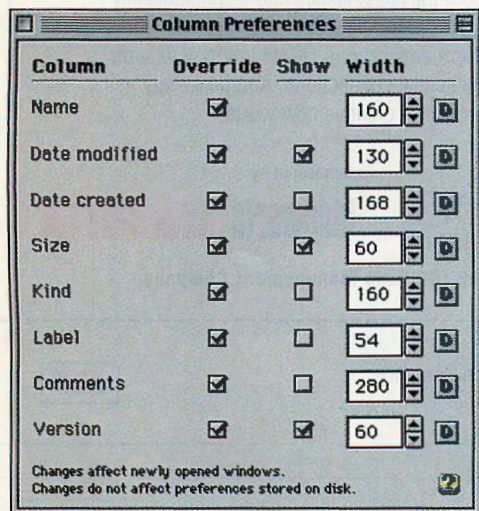 Column Preferences
Column Override Show Width
Name 160 D
Date modified 130 D
Date created 168 D
Size 60 D
Kind 160 D
Label 54 D
Comments 280 D
Version 60 D
Changes affect newly opened windows.
Changes do not affect preferences stored on disk.
?